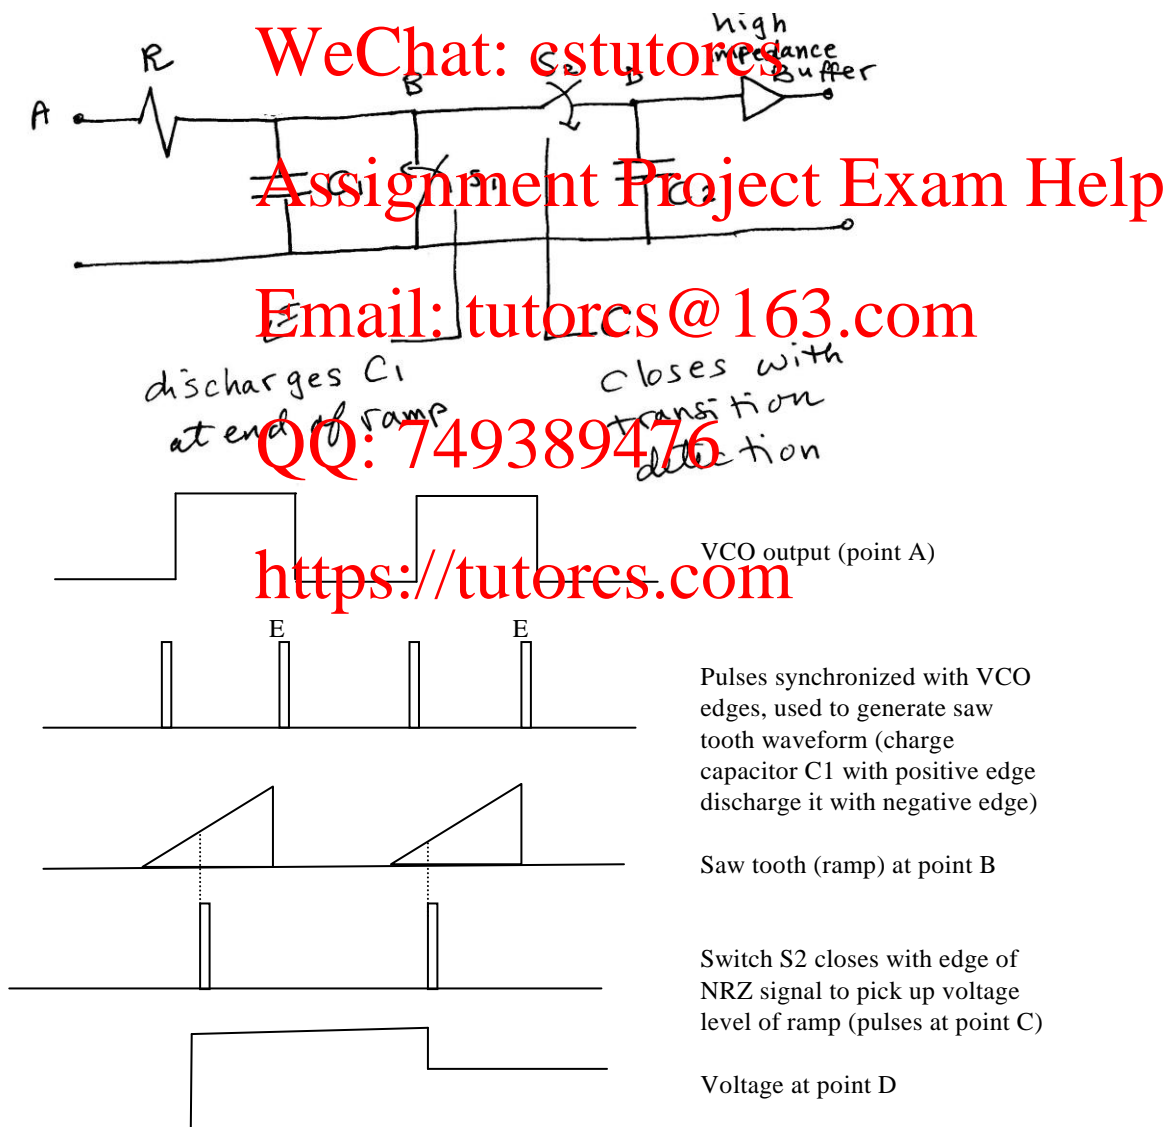 WeChat: cstutorcs
high
impedance
Buffer
R
S2
B
D
A
C1
S1
C2
Assignment Project Exam Help
E
C
Email: tutorcs@163.com
discharges C1
at end of ramp
closes with
transition
detection
QQ: 749389476
VCO output (point A)
https://tutorcs.com
E
E
Pulses synchronized with VCO
edges, used to generate saw
tooth waveform (charge
capacitor C1 with positive edge
discharge it with negative edge)
Saw tooth (ramp) at point B
Switch S2 closes with edge of
NRZ signal to pick up voltage
level of ramp (pulses at point C)
Voltage at point D